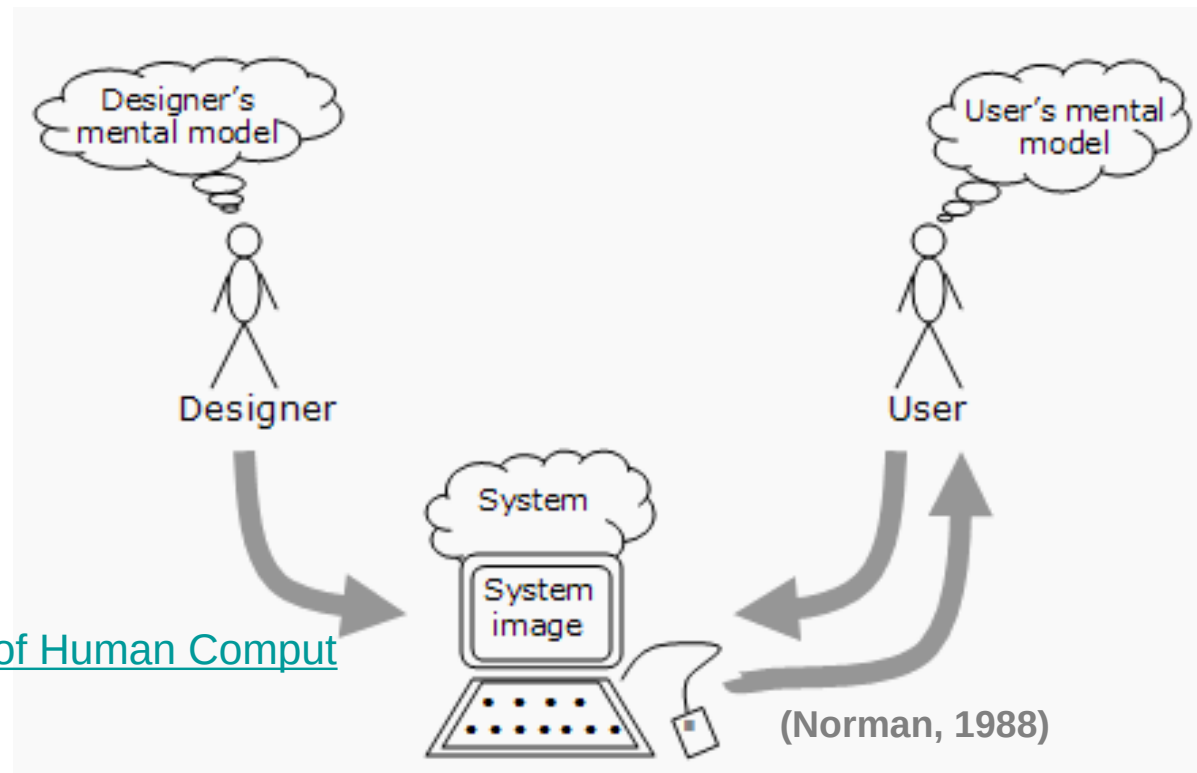 Designer's
mental model
User's mental
model
Designer
User
System
System
image
of Human Comput
(Norman, 1988)